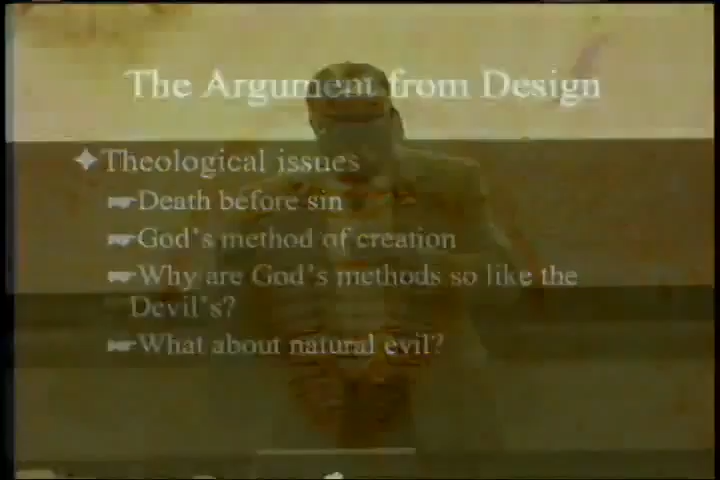 The Argument from Design
Theological issues
Death before sin
God's method of creation
Why are God's methods so like the
Devil's?
What about natural evil?